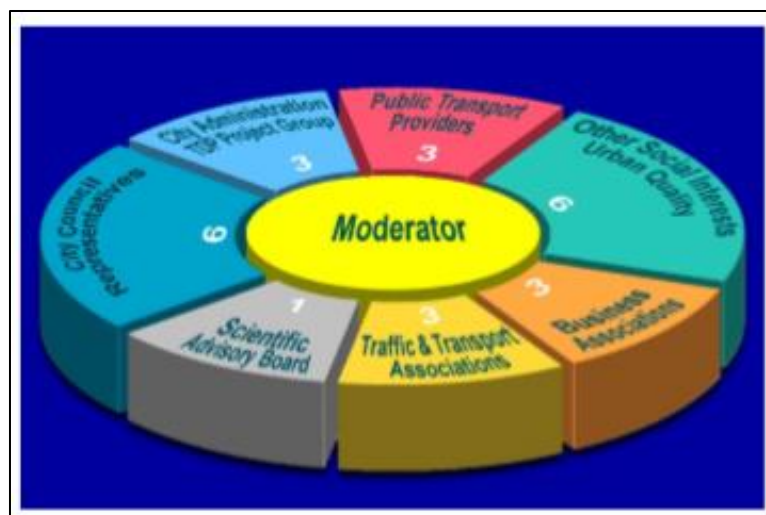 City Administration
TDP Project Group
3
Public Transport
Providers
3
Other Social Interests
Urban Quality
6
City Council
Representatives
6
Moderator
Scientific
Advisory Board
1
Traffic & Transport
Associations
3
Business
Associations
3